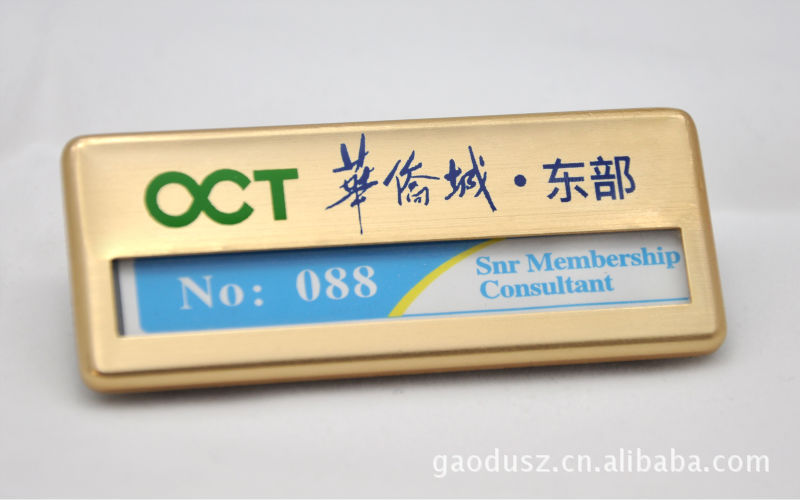 OCT 華僑城·东部
No: 088
Snr Membership
Consultant
gaodusz.cn.alibaba.com